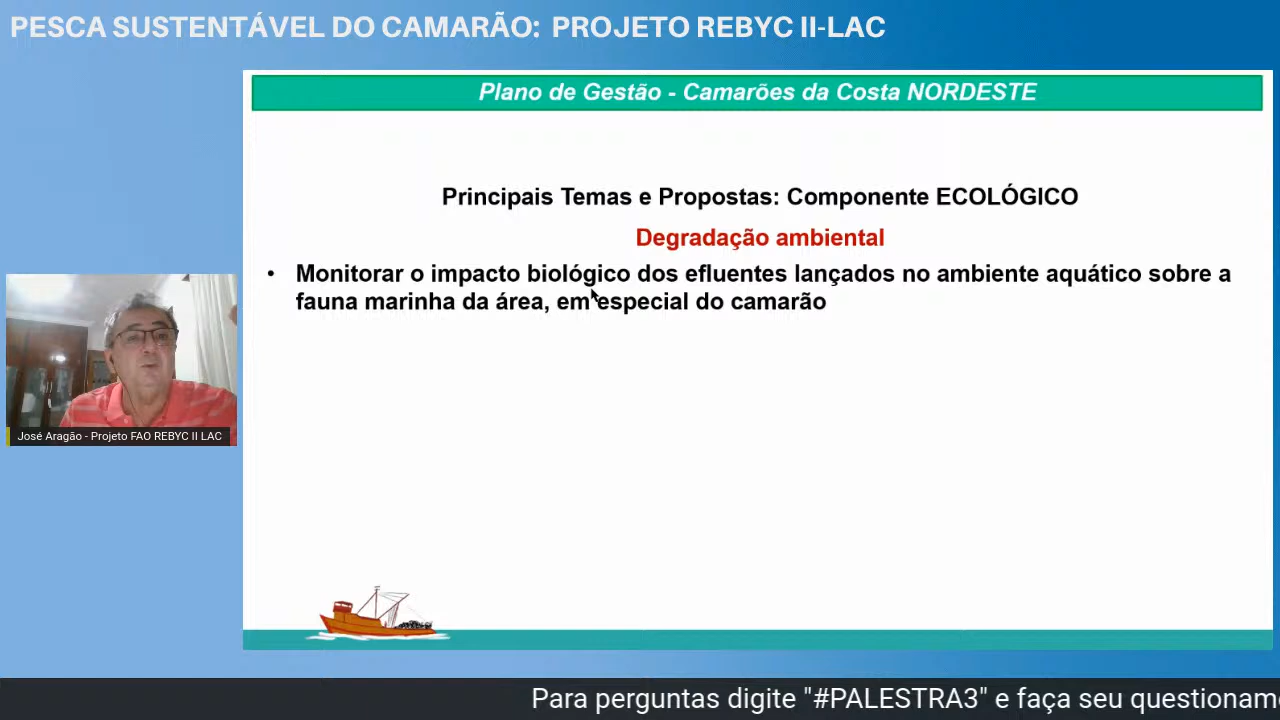 PESCA SUSTENTÁVEL DO CAMARÃO: PROJETO REBYC II-LAC
Plano de Gestão - Camarões da Costa NORDESTE
Principais Temas e Propostas: Componente ECOLÓGICO
Degradação ambiental
• Monitorar o impacto biológico dos efluentes lançados no ambiente aquático sobre a
fauna marinha da área, em especial do camarão
José Aragão - Projeto FAO REBYC II LAC
Para perguntas digite "#PALESTRA3" e faça seu questionam